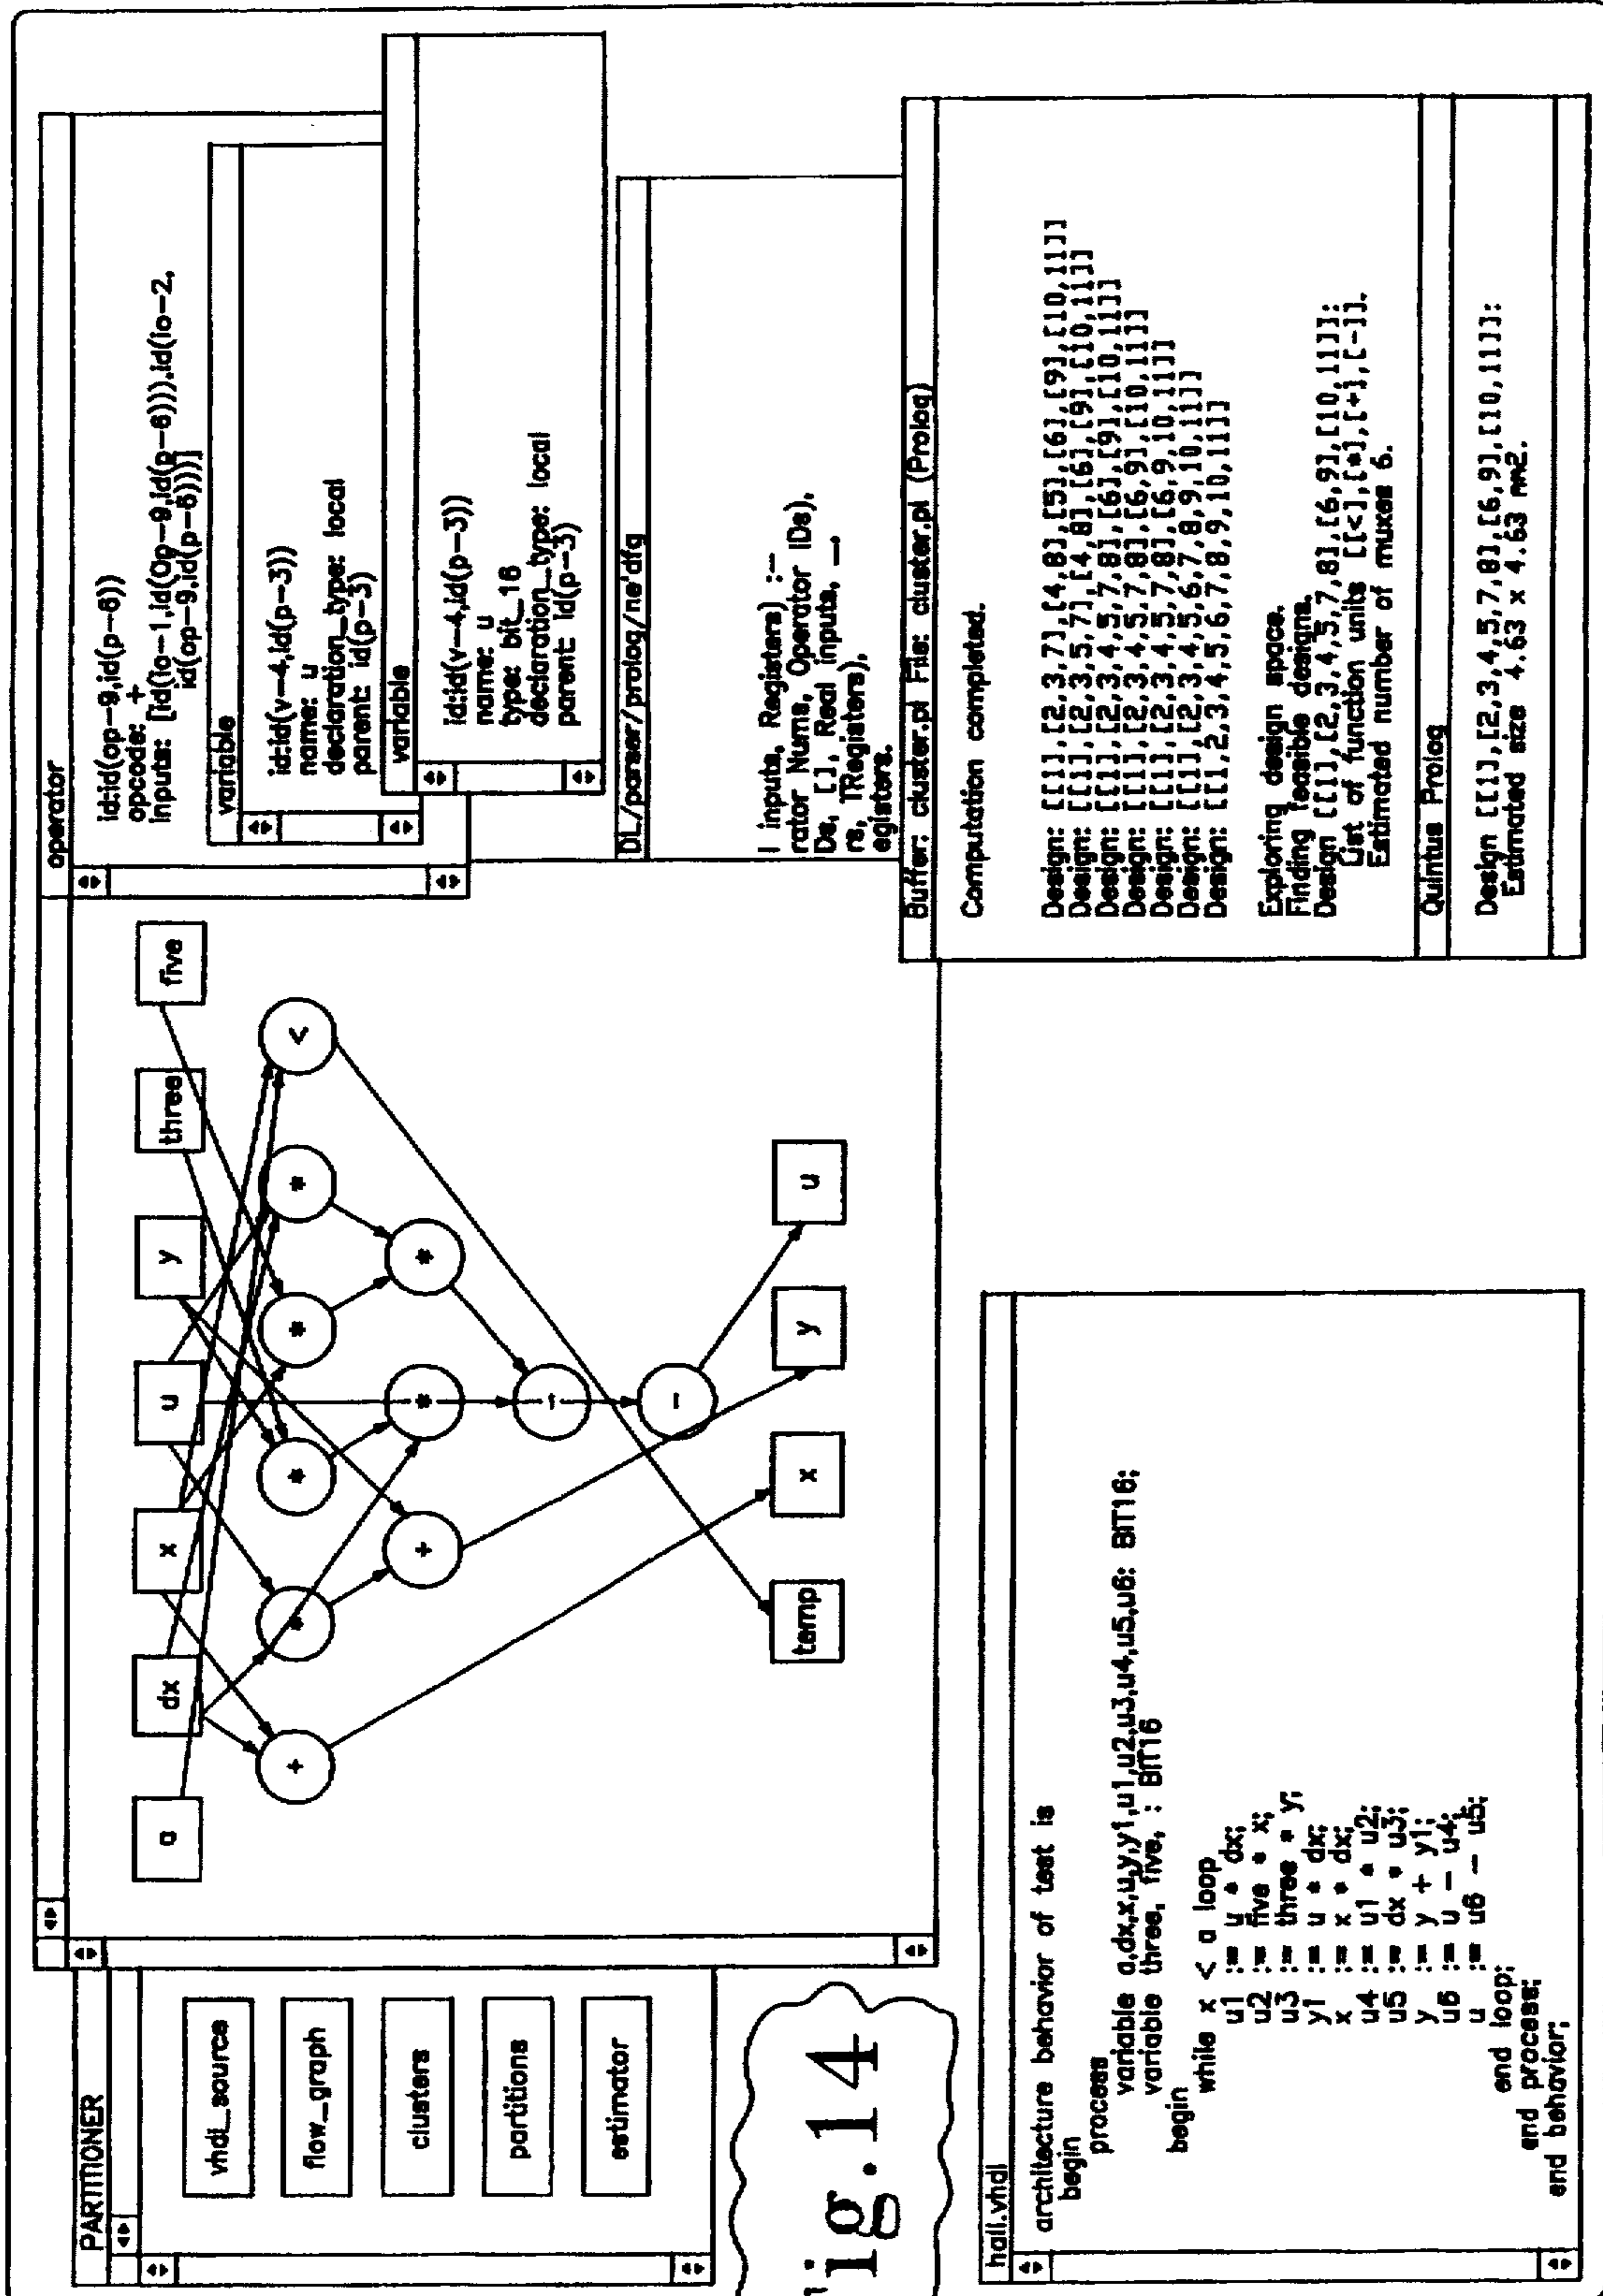 PARTITIONER
vhdl_source
flow_graph
clusters
partitions
estimator
a
dx
x
u
y
three
five
+
*
*
*
*
<
+
*
*
-
-
temp
x
y
u
operator
id:id(op-9,id(p-6))
opcode: +
inputs: [id(io-1,id(Op-9,id(p-6))),id(io-2,
id(op-9,id(p-6)))]
variable
id:id(v-4,id(p-3))
name: u
declaration_type: local
parent: id(p-3)
variable
id:id(v-4,id(p-3))
name: u
type: bit_16
declaration_type: local
parent: id(p-3)
DL/parser/prolog/ne'dfg
| inputs, Registers) :-
rator Nums, Operator IDs),
IDs, [], Real inputs, _,
rs, TRegisters),
egisters.
Buffer: cluster.pl File: cluster.pl (Prolog)
Computation completed.
Design: [[1],[2,3,7],[4,8],[5],[6],[9],[10,11]]
Design: [[1],[2,3,5,7],[4,8],[6],[9],[10,11]]
Design: [[1],[2,3,4,5,7,8],[6],[9],[10,11]]
Design: [[1],[2,3,4,5,7,8],[6,9],[10,11]]
Design: [[1],[2,3,4,5,7,8],[6,9,10,11]]
Design: [[1],[2,3,4,5,6,7,8,9,10,11]]
Design: [[1,2,3,4,5,6,7,8,9,10,11]]
Exploring design space.
Finding feasible designs.
Design [[1],[2,3,4,5,7,8],[6,9],[10,11]]:
List of function units [[<],[*],[+],[-]].
Estimated number of muxes 6.
Quintus Prolog
Design [[1],[2,3,4,5,7,8],[6,9],[10,11]]:
Estimated size 4.63 x 4.63 mm2.
ig.14
hall.vhdl
architecture behavior of test is
begin
process
variable a,dx,x,u,y,y1,u1,u2,u3,u4,u5,u6: BIT16;
variable three, five, : BIT16
begin
while x < a loop
u1 := u * dx;
u2 := five * x;
u3 := three * y;
y1 := u * dx;
x := x * dx;
u4 := u1 * u2;
u5 := dx * u3;
y := y + y1;
u6 := u - u4;
u := u6 - u5;
end loop;
end process;
end behavior;